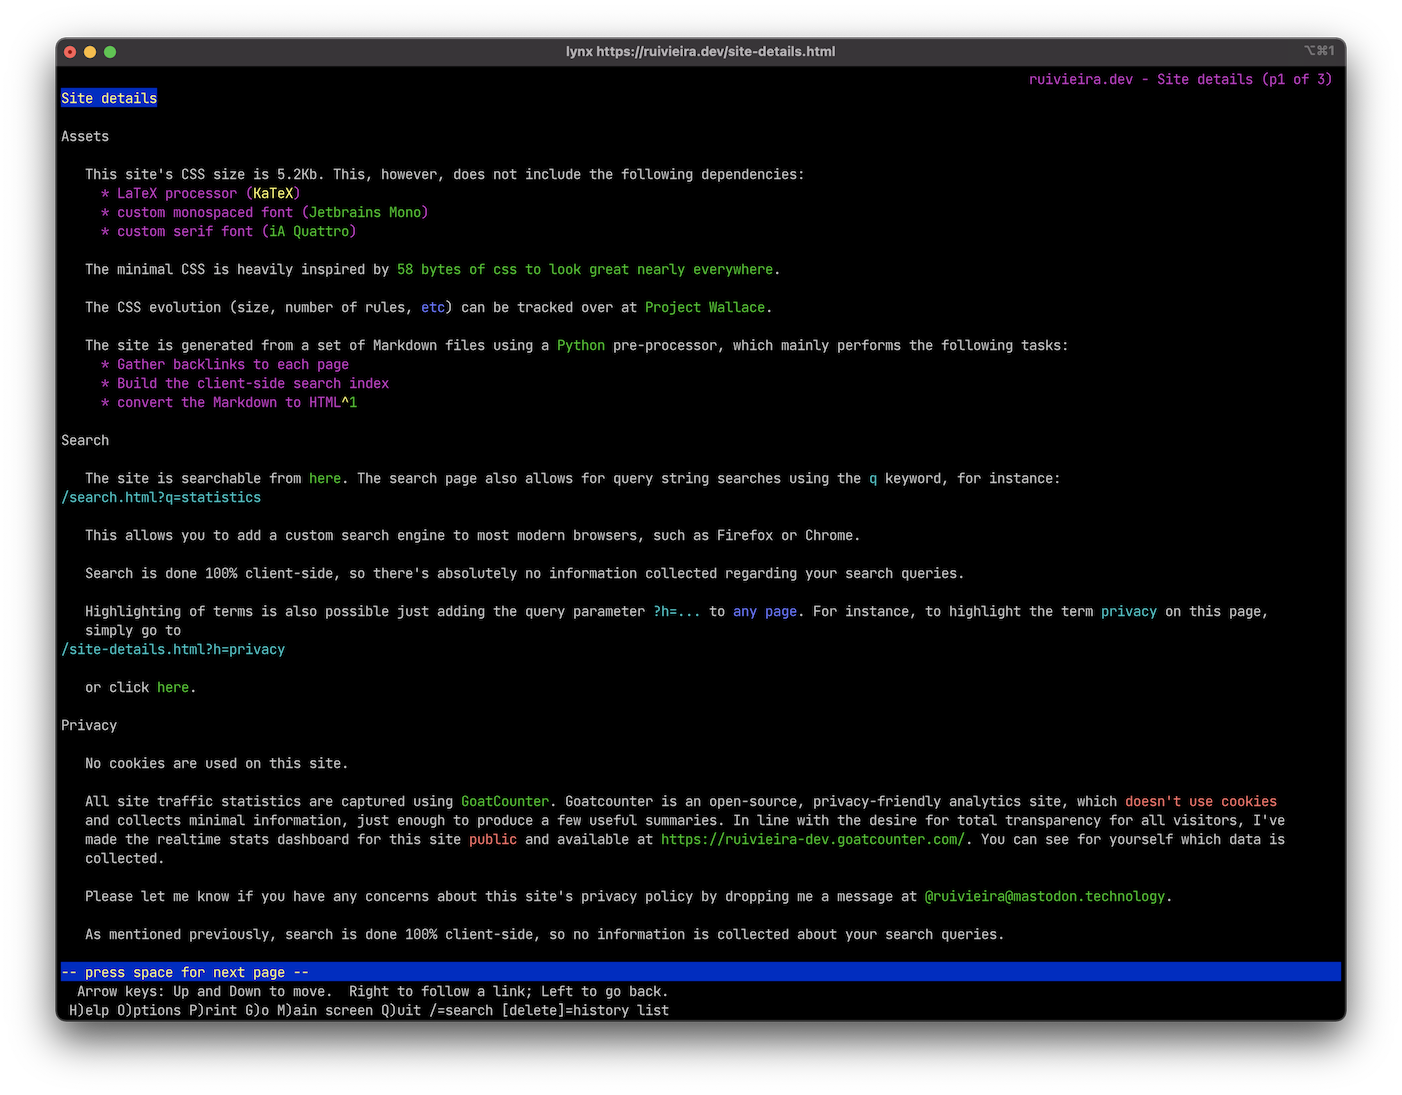 lynx https://ruivieira.dev/site-details.html
⌥⌘1
ruivieira.dev - Site details (p1 of 3)
Site details
Assets
This site's CSS size is 5.2Kb. This, however, does not include the following dependencies:
* LaTeX processor (KaTeX)
* custom monospaced font (Jetbrains Mono)
* custom serif font (iA Quattro)
The minimal CSS is heavily inspired by 58 bytes of css to look great nearly everywhere.
The CSS evolution (size, number of rules, etc) can be tracked over at Project Wallace.
The site is generated from a set of Markdown files using a Python pre-processor, which mainly performs the following tasks:
* Gather backlinks to each page
* Build the client-side search index
* convert the Markdown to HTML^1
Search
The site is searchable from here. The search page also allows for query string searches using the q keyword, for instance:
/search.html?q=statistics
This allows you to add a custom search engine to most modern browsers, such as Firefox or Chrome.
Search is done 100% client-side, so there's absolutely no information collected regarding your search queries.
Highlighting of terms is also possible just adding the query parameter ?h=... to any page. For instance, to highlight the term privacy on this page,
simply go to
/site-details.html?h=privacy
or click here.
Privacy
No cookies are used on this site.
All site traffic statistics are captured using GoatCounter. Goatcounter is an open-source, privacy-friendly analytics site, which doesn't use cookies
and collects minimal information, just enough to produce a few useful summaries. In line with the desire for total transparency for all visitors, I've
made the realtime stats dashboard for this site public and available at https://ruivieira-dev.goatcounter.com/. You can see for yourself which data is
collected.
Please let me know if you have any concerns about this site's privacy policy by dropping me a message at @ruivieira@mastodon.technology.
As mentioned previously, search is done 100% client-side, so no information is collected about your search queries.
-- press space for next page --
Arrow keys: Up and Down to move.  Right to follow a link; Left to go back.
H)elp O)ptions P)rint G)o M)ain screen Q)uit /=search [delete]=history list